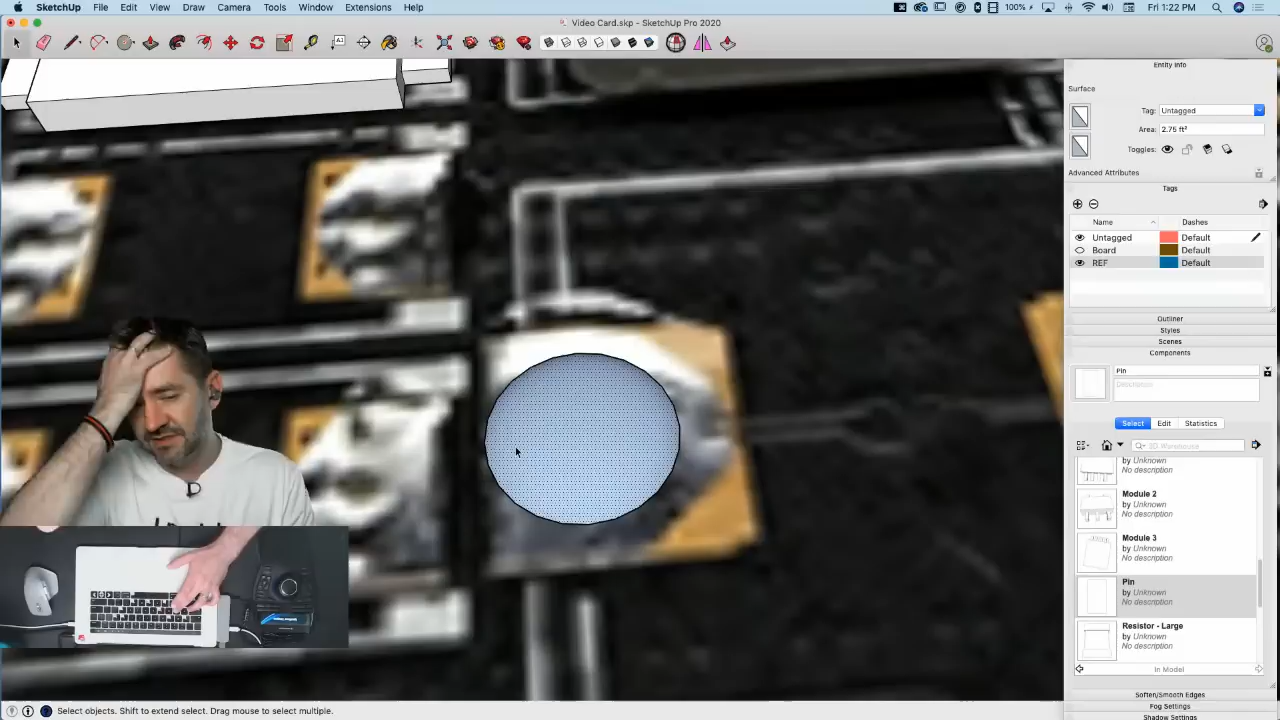 SketchUp File Edit View Draw Camera Tools Window Extensions Help 100% Fri 1:22 PM
Video Card.skp - SketchUp Pro 2020
Entity Info
Surface
Tag: Untagged
Area: 2.75 ft²
Toggles:
Advanced Attributes
Tags
Name Dashes
Untagged Default
Board Default
REF Default
Outliner
Styles
Scenes
Components
Pin
Description
Select Edit Statistics
3D Warehouse
by Unknown
No description
Module 2
by Unknown
No description
Module 3
by Unknown
No description
Pin
by Unknown
No description
Resistor - Large
by Unknown
No description
In Model
Soften/Smooth Edges
Fog Settings
Shadow Settings
Select objects. Shift to extend select. Drag mouse to select multiple.